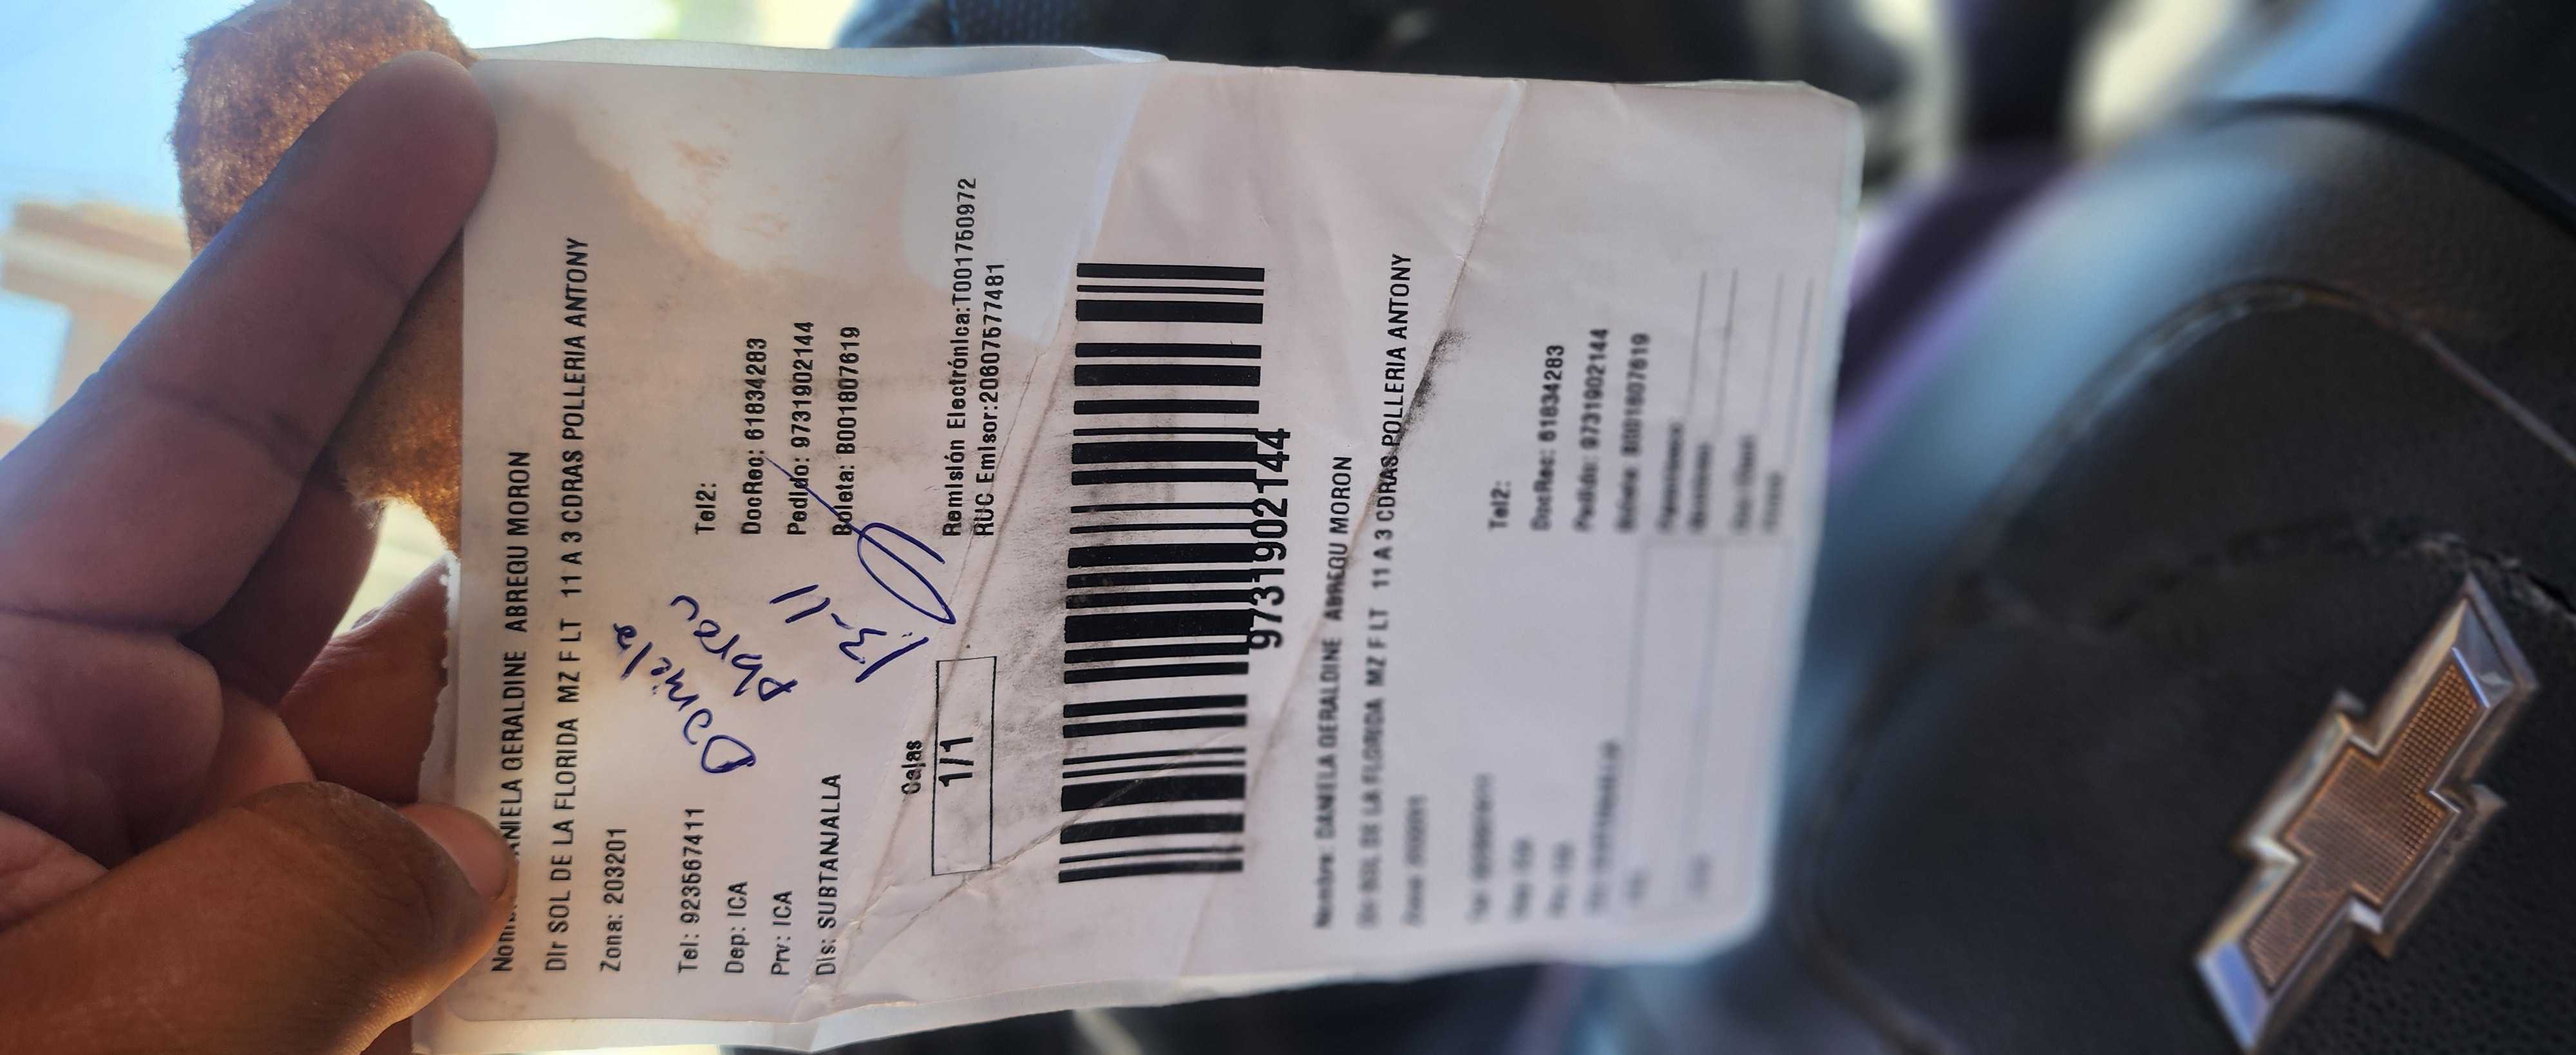 ANIELA GERALDINE ABREGU MORON
Dir SOL DE LA FLORIDA MZ F LT 11 A 3 CDRAS POLLERIA ANTONY
Zona: 203201
Tel: 923567411
Tel2:
Dep: ICA
DocRec: 61834283
Prv: ICA
Pedido: 9731902144
Dis: SUBTANJALLA
Boleta: B001807619
Daniela
Abregu
13-11
Cajas
1/1
Remisión Electrónica:T001750972
RUC Emisor:20607577481
9731902144
Nombre: DANIELA GERALDINE ABREGU MORON
Dir SOL DE LA FLORIDA MZ F LT 11 A 3 CDRAS POLLERIA ANTONY
Tel2:
DocRec: 61834283
Pedido: 9731902144
Boleta: B001807619